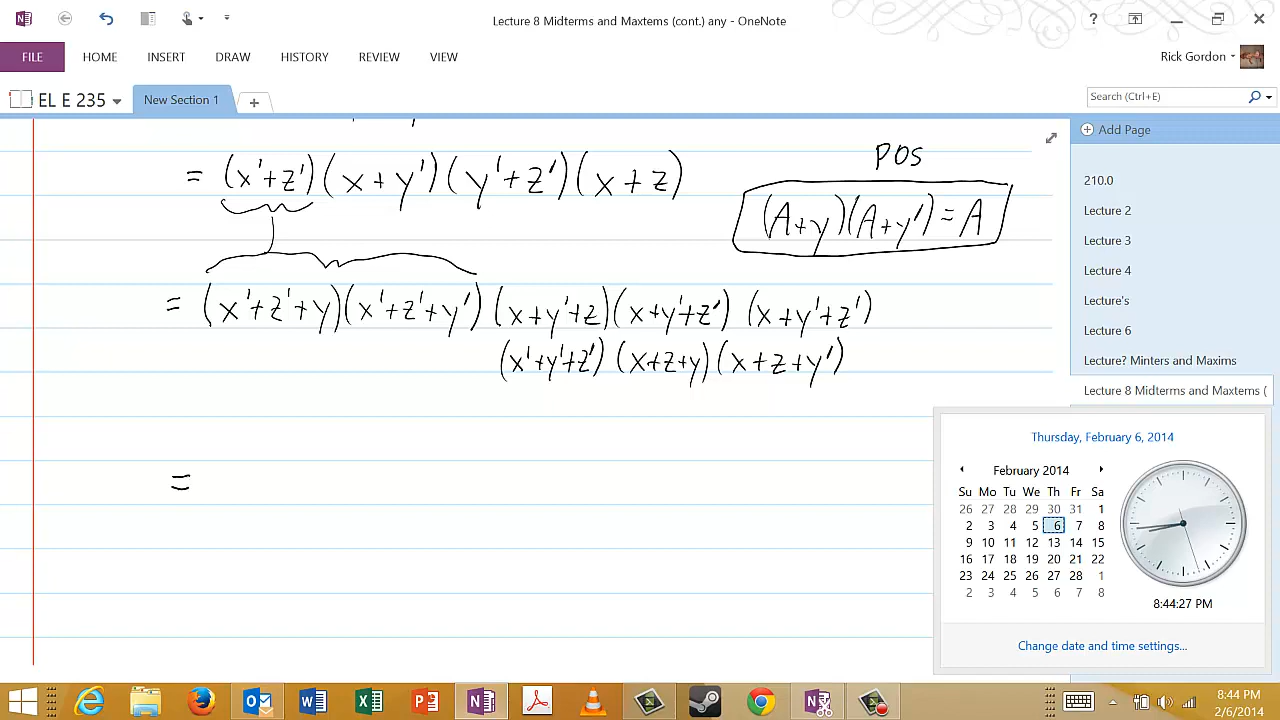 Lecture 8 Midterms and Maxtems (cont.) any - OneNote
?
FILE HOME INSERT DRAW HISTORY REVIEW VIEW
Rick Gordon
EL E 235
New Section 1
Search (Ctrl+E)
Add Page
210.0
Lecture 2
Lecture 3
Lecture 4
Lecture's
Lecture 6
Lecture? Minters and Maxims
Lecture 8 Midterms and Maxtems (
= (x'+z')(x+y')(y'+z')(x+z)
POS
(A+y)(A+y')=A
= (x'+z'+y)(x'+z'+y')(x+y'+z)(x+y'+z')(x+y'+z')
(x'+y'+z')(x+z+y)(x+z+y')
=
Thursday, February 6, 2014
February 2014
Su Mo Tu We Th Fr Sa
26 27 28 29 30 31 1
2 3 4 5 6 7 8
9 10 11 12 13 14 15
16 17 18 19 20 21 22
23 24 25 26 27 28 1
2 3 4 5 6 7 8
8:44:27 PM
Change date and time settings...
8:44 PM
2/6/2014